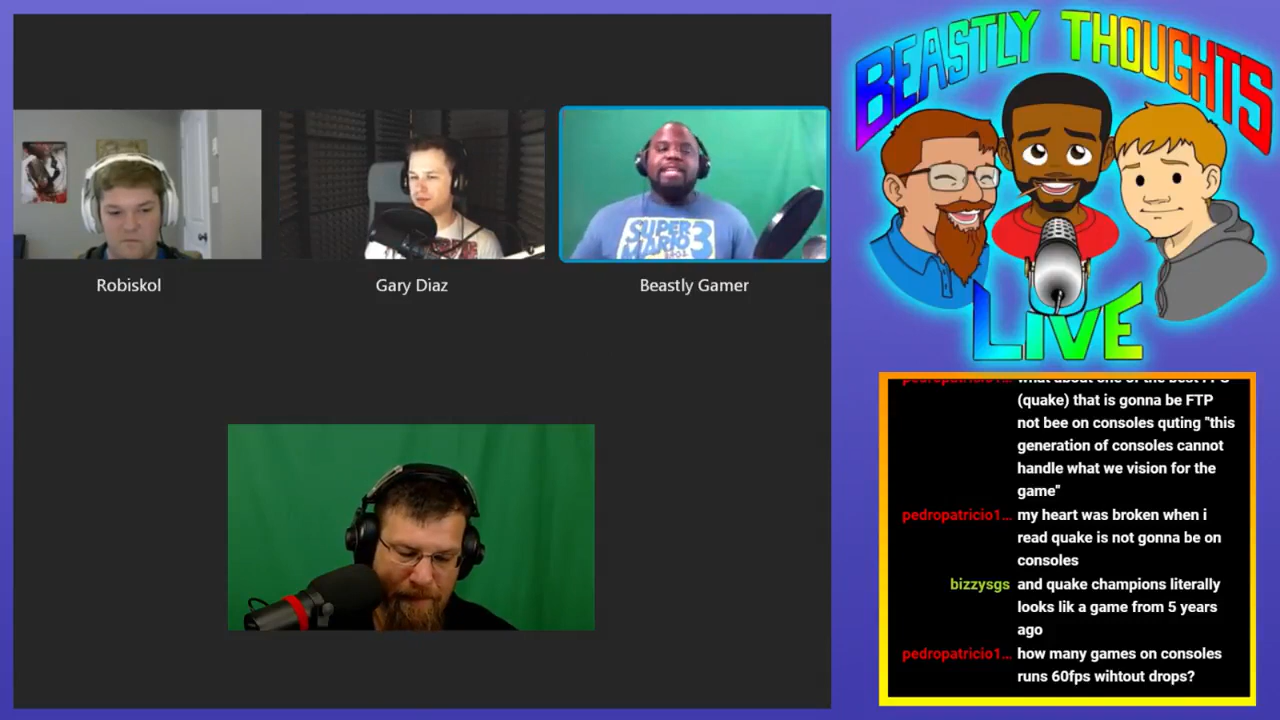 BEASTLY THOUGHTS
LIVE
Robiskol
Gary Diaz
Beastly Gamer
SUPER
MARIO 3
(quake) that is gonna be FTP
not bee on consoles quting "this
generation of consoles cannot
handle what we vision for the
game"
pedropatricio1... my heart was broken when i
read quake is not gonna be on
consoles
bizzysgs and quake champions literally
looks lik a game from 5 years
ago
pedropatricio1... how many games on consoles
runs 60fps wihtout drops?